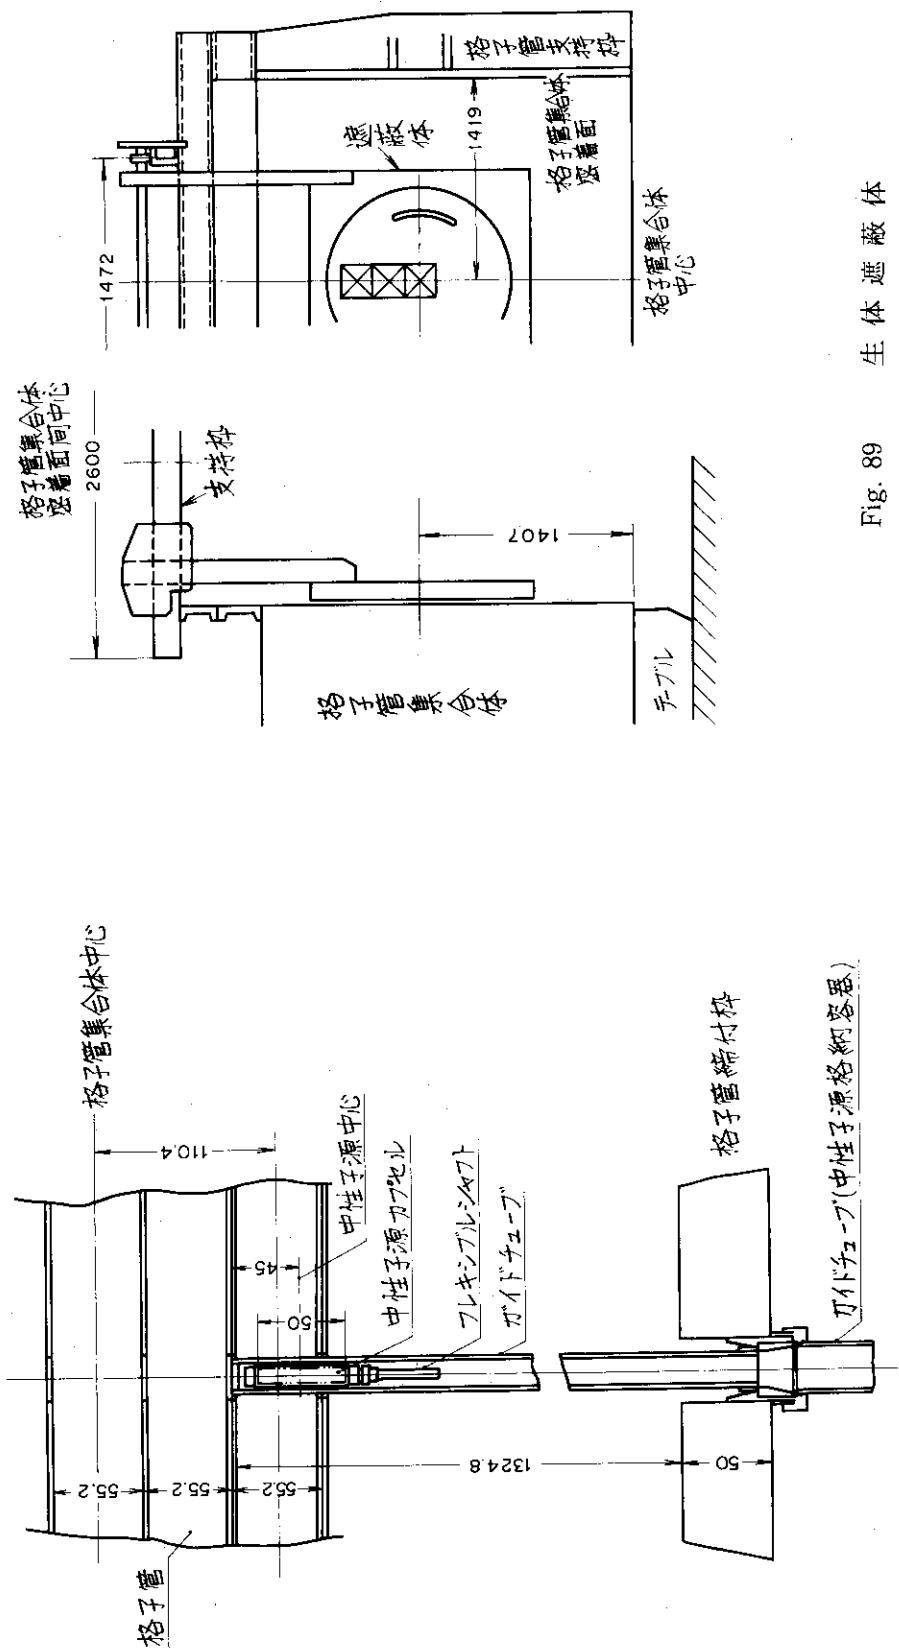 格子管集合体
密着面間中心
2600
支持枠
1407
格子管集合体
テーブル
1472
遮蔽体
1419
格子管支持枠
格子管集合体
密着面
格子管集合体
中心
Fig. 89 生体遮蔽体
格子管集合体中心
110.4
中性子源中心
45
中性子源カプセル
50
フレキシブルシャフト
ガイドチューブ
55.2
55.2
55.2
格子管
1324.8
50
格子管締付枠
ガイドチューブ(中性子源格納容器)